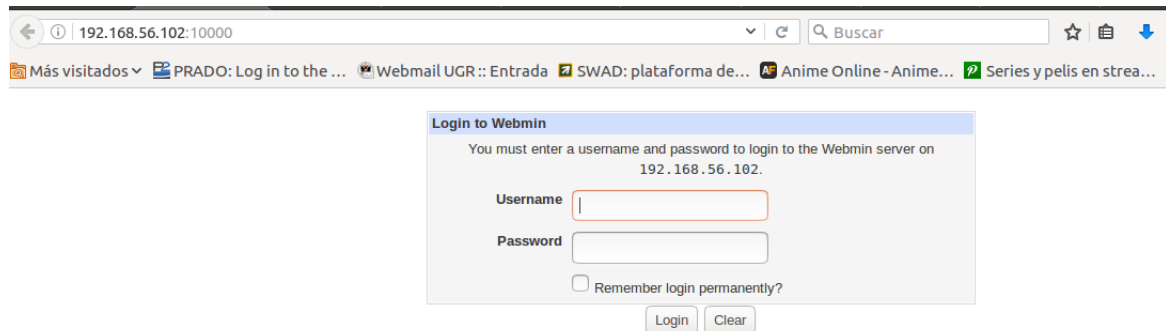 192.168.56.102:10000 Buscar
Más visitados PRADO: Log in to the ... Webmail UGR :: Entrada SWAD: plataforma de... Anime Online - Anime... Series y pelis en strea...
Login to Webmin
You must enter a username and password to login to the Webmin server on
192.168.56.102.
Username
Password
Remember login permanently?
Login Clear